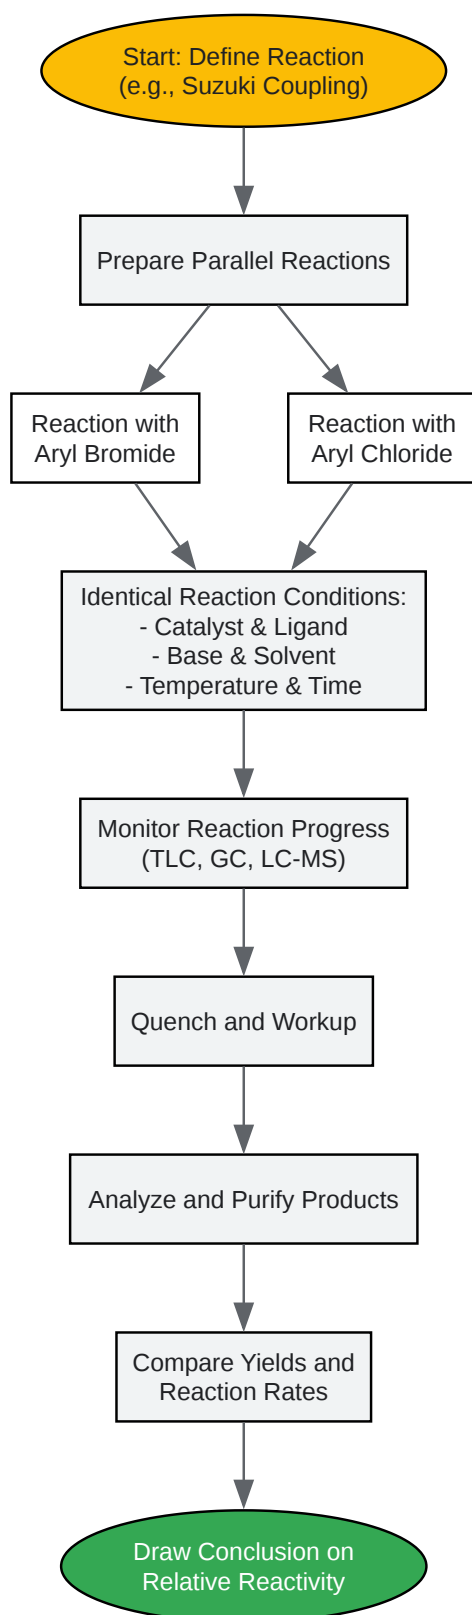 Start: Define Reaction
(e.g., Suzuki Coupling)
Prepare Parallel Reactions
Reaction with
Aryl Bromide
Reaction with
Aryl Chloride
Identical Reaction Conditions:
- Catalyst & Ligand
- Base & Solvent
- Temperature & Time
Monitor Reaction Progress
(TLC, GC, LC-MS)
Quench and Workup
Analyze and Purify Products
Compare Yields and
Reaction Rates
Draw Conclusion on
Relative Reactivity